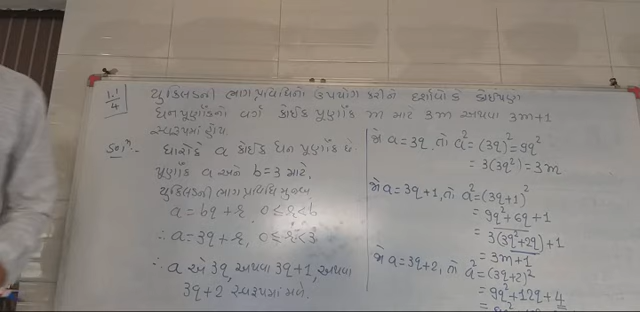 1.1/4 યુક્લિડની ભાગપ્રવિધિનો ઉપયોગ કરીને દર્શાવો કે કોઈપણ
ધનપૂર્ણાંકનો વર્ગ કોઈક પૂર્ણાંક m માટે 3m અથવા 3m+1
સ્વરૂપમાં હોય.
Solⁿ:- ધારોકે a કોઈક ધન પૂર્ણાંક છે.
પૂર્ણાંક a અને b=3 માટે,
યુક્લિડની ભાગ પ્રવિધિ મુજબ
a = bq + r, 0≤r<b
∴ a = 3q + r, 0≤r<3
∴ a એ 3q, અથવા 3q+1, અથવા
3q+2 સ્વરૂપમાં મળે.
જો a=3q, તો a²=(3q)²=9q²
=3(3q²)=3m
જો a=3q+1, તો a²=(3q+1)²
=9q²+6q+1
=3(3q²+2q)+1
=3m+1
જો a=3q+2, તો a²=(3q+2)²
=9q²+12q+4